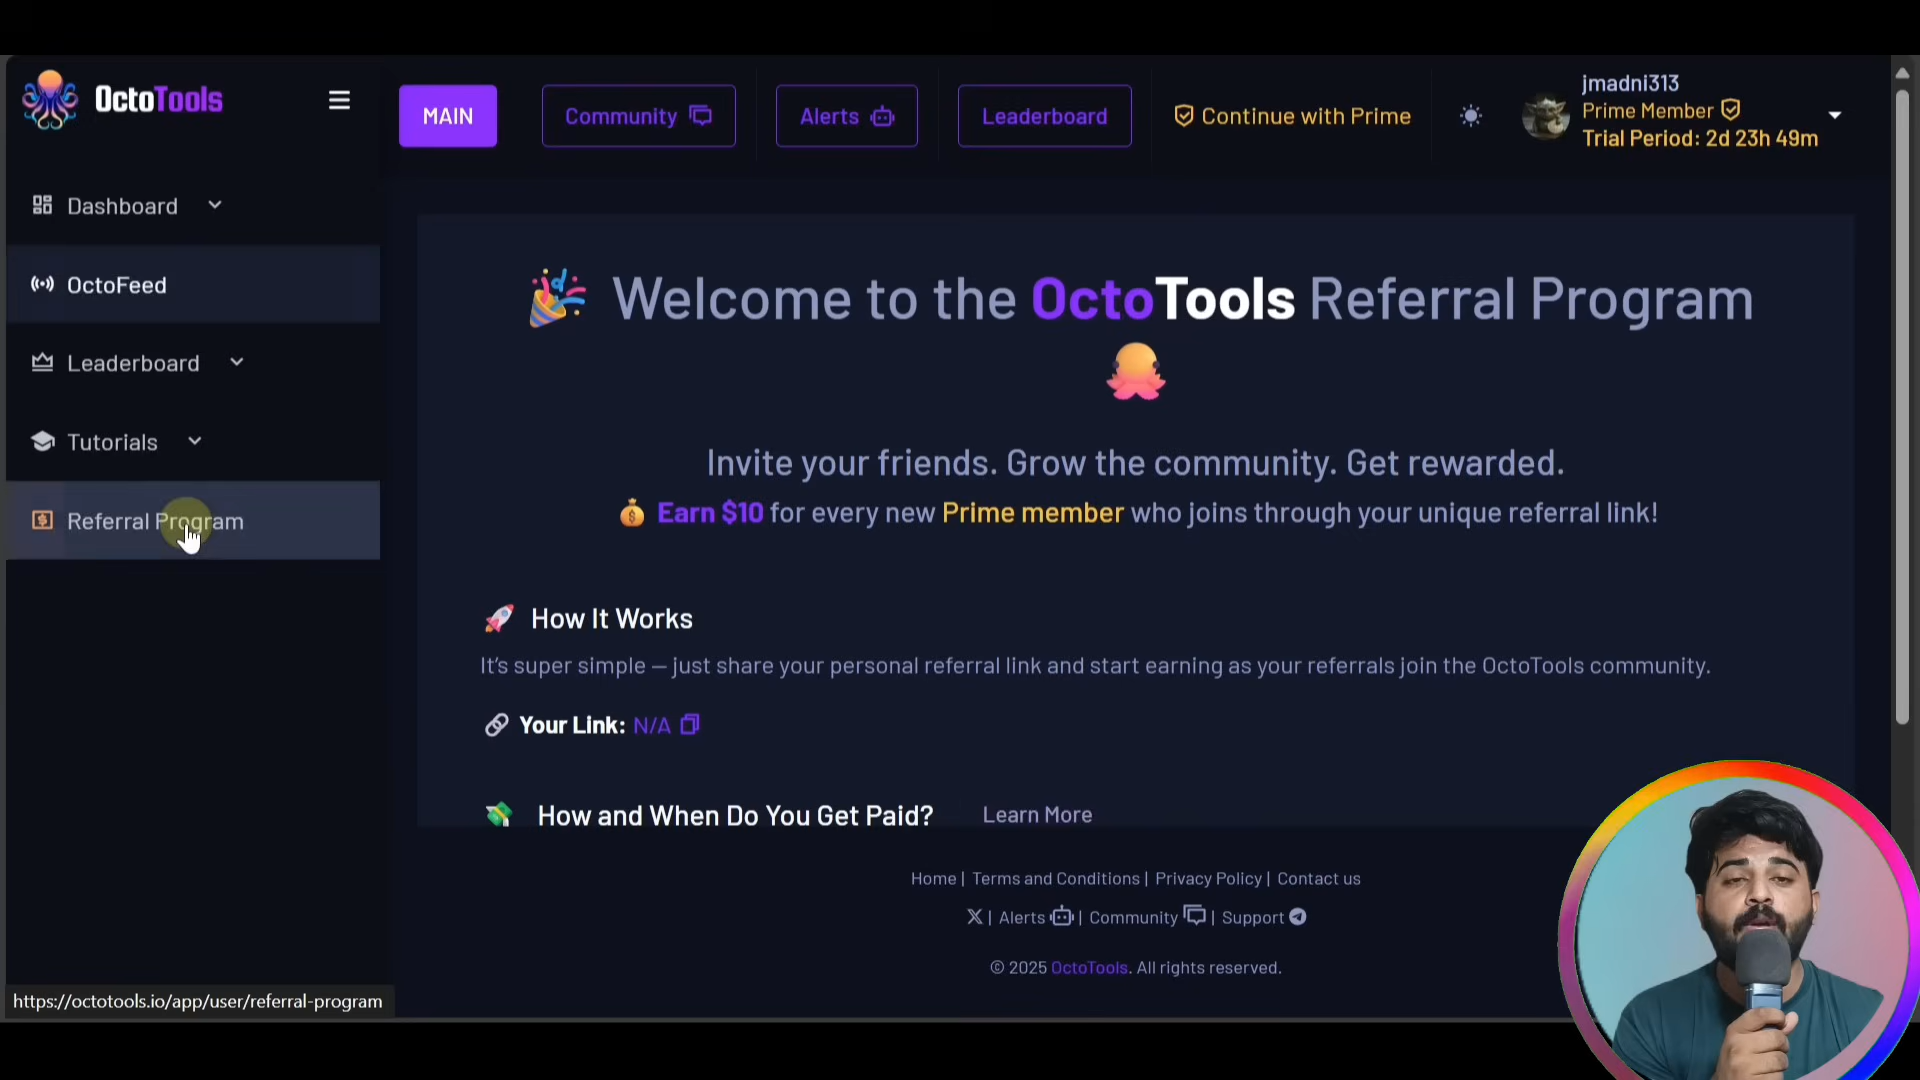 OctoTools
MAIN
Community
Alerts
Leaderboard
Continue with Prime
jmadni313
Prime Member
Trial Period: 2d 23h 49m
Dashboard
OctoFeed
Leaderboard
Tutorials
Referral Program
Welcome to the OctoTools Referral Program
Invite your friends. Grow the community. Get rewarded.
Earn $10 for every new Prime member who joins through your unique referral link!
How It Works
It's super simple — just share your personal referral link and start earning as your referrals join the OctoTools community.
Your Link: N/A
How and When Do You Get Paid? Learn More
Home | Terms and Conditions | Privacy Policy | Contact us
X | Alerts | Community | Support
© 2025 OctoTools. All rights reserved.
https://octotools.io/app/user/referral-program